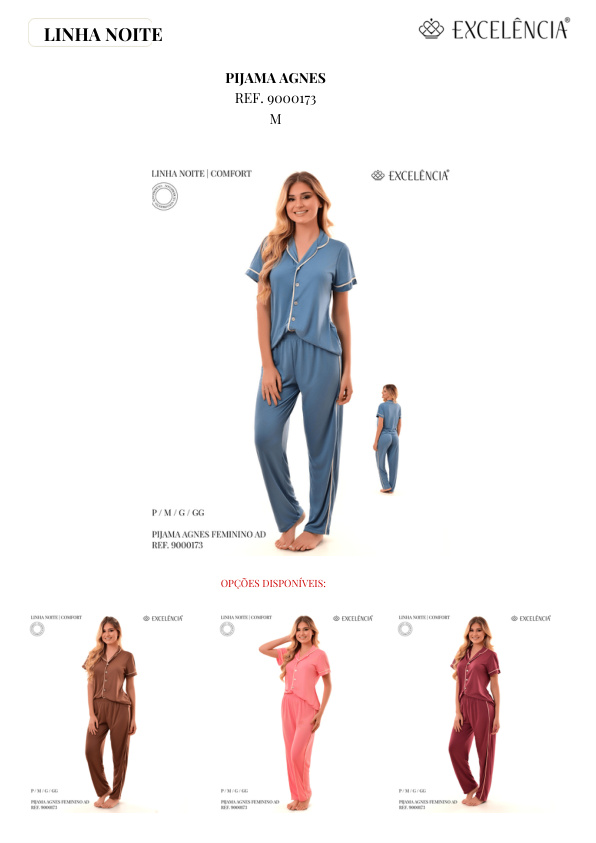 LINHA NOITE
EXCELÊNCIA®
PIJAMA AGNES
REF. 9000173
M
LINHA NOITE | COMFORT
EXCELÊNCIA®
P / M / G / GG
PIJAMA AGNES FEMININO AD
REF. 9000173
OPÇÕES DISPONÍVEIS:
LINHA NOITE | COMFORT
EXCELÊNCIA®
P / M / G / GG
PIJAMA AGNES FEMININO AD
REF. 9000173
LINHA NOITE | COMFORT
EXCELÊNCIA®
P / M / G / GG
PIJAMA AGNES FEMININO AD
REF. 9000173
LINHA NOITE | COMFORT
EXCELÊNCIA®
P / M / G / GG
PIJAMA AGNES FEMININO AD
REF. 9000173